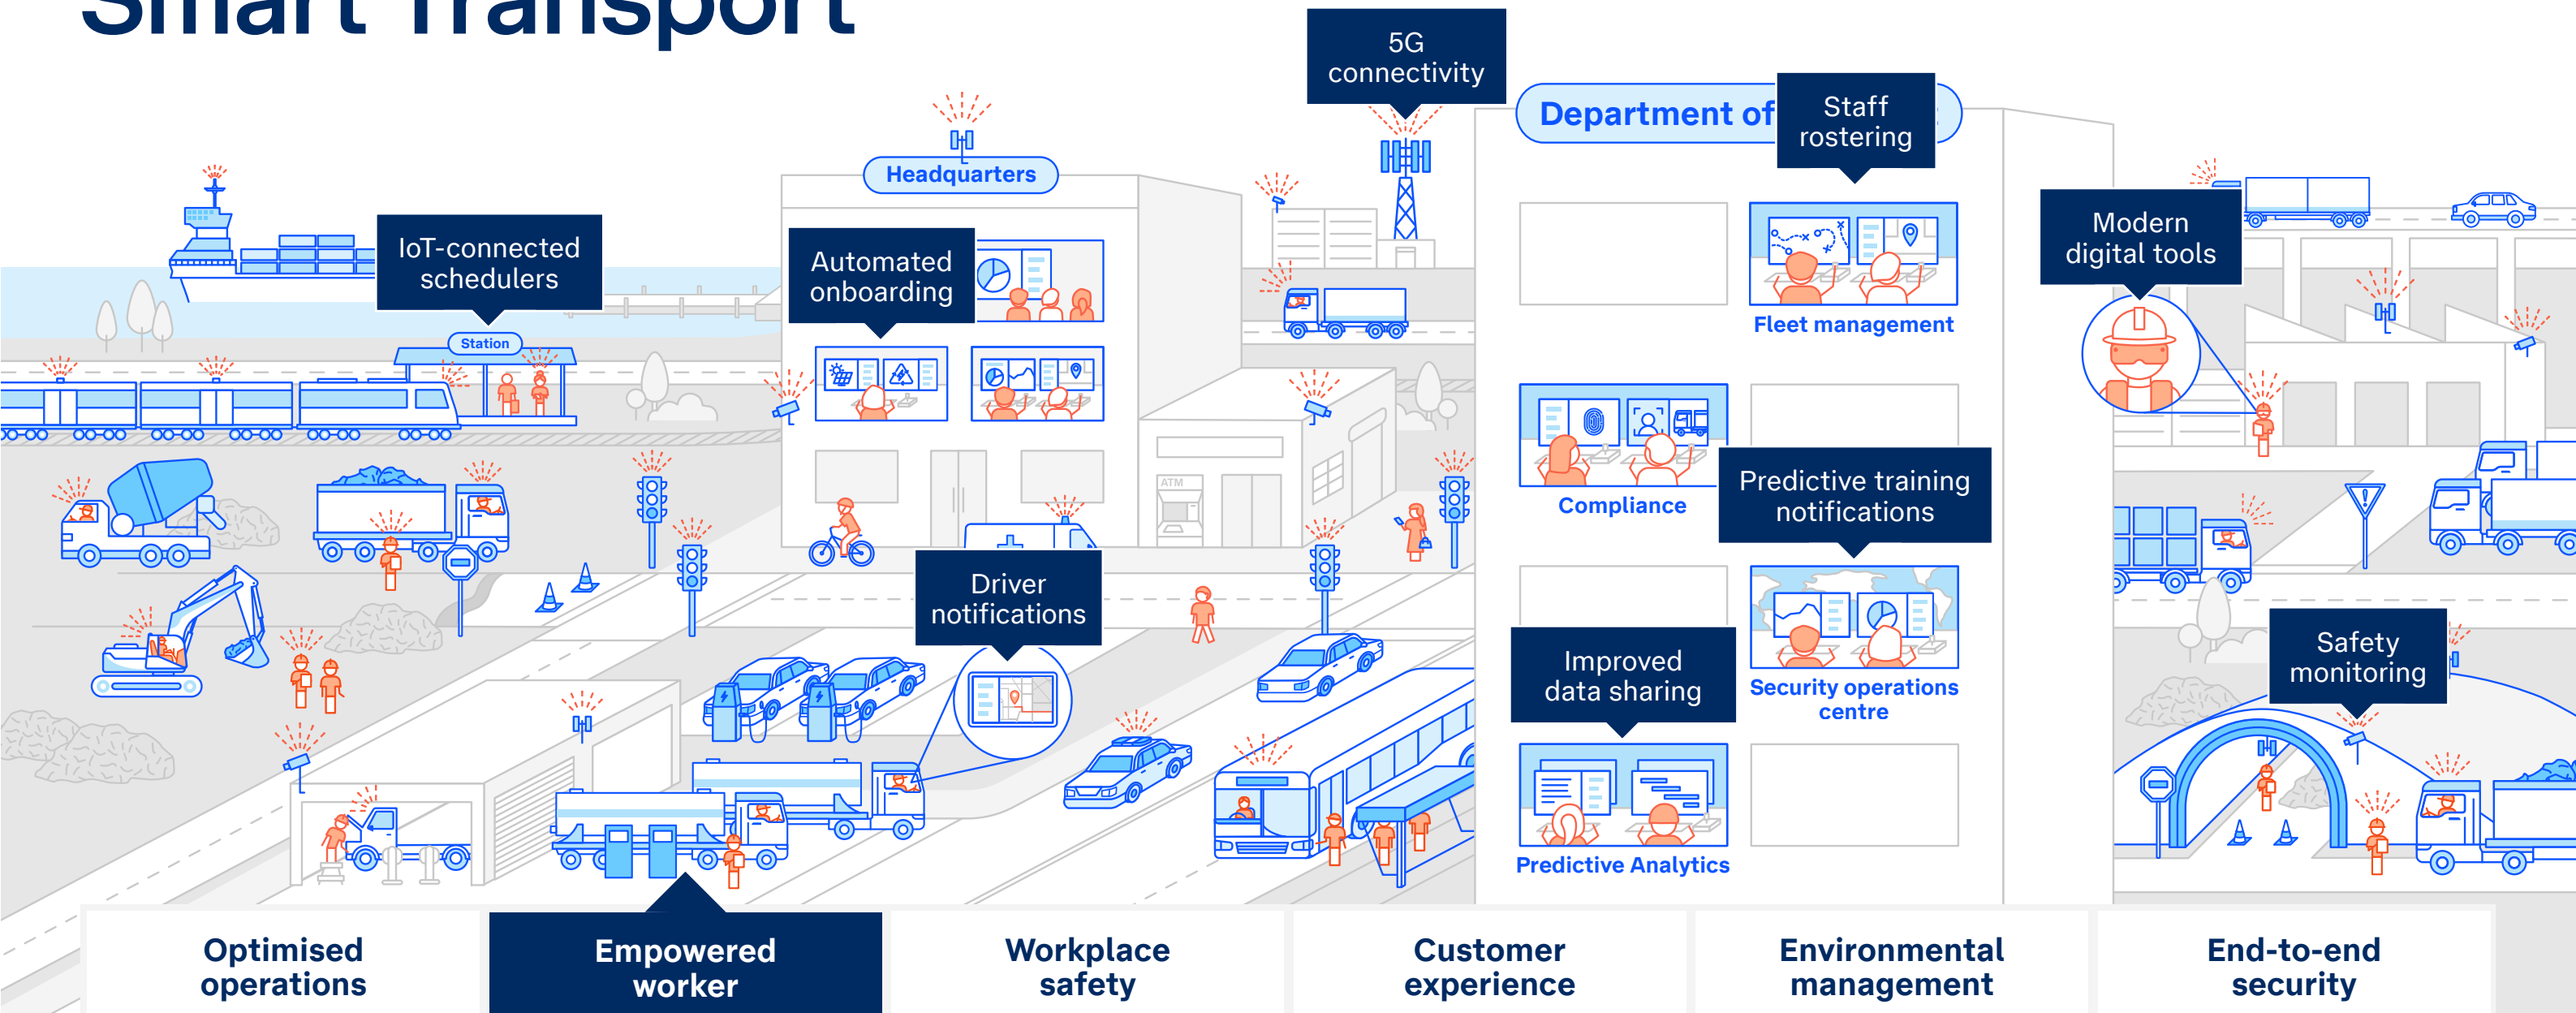 Smart Transport
5G
connectivity
Department of
Staff
rostering
Headquarters
Modern
digital tools
IoT-connected
schedulers
Automated
onboarding
Fleet management
Station
ATM
Compliance
Predictive training
notifications
Driver
notifications
Improved
data sharing
Security operations
centre
Safety
monitoring
Predictive Analytics
Optimised
operations
Empowered
worker
Workplace
safety
Customer
experience
Environmental
management
End-to-end
security